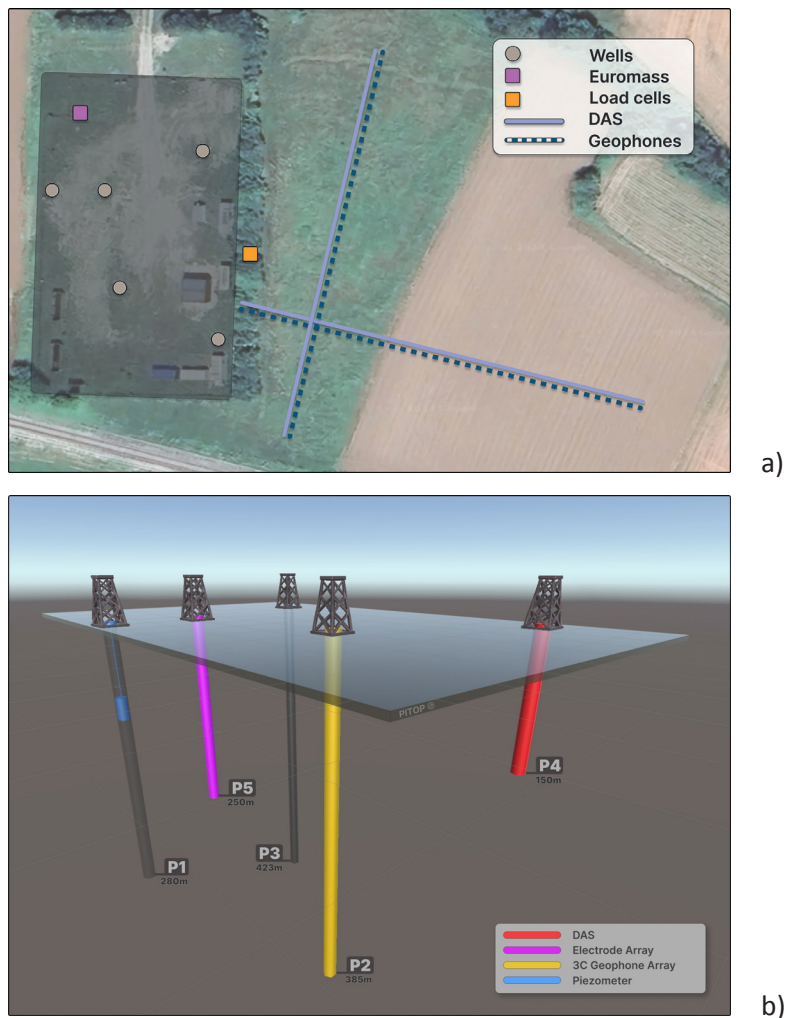 Wells
Euromass
Load cells
DAS
Geophones
a)
PITOP
P5
250m
P4
150m
P3
423m
P1
280m
P2
385m
DAS
Electrode Array
3C Geophone Array
Piezometer
b)